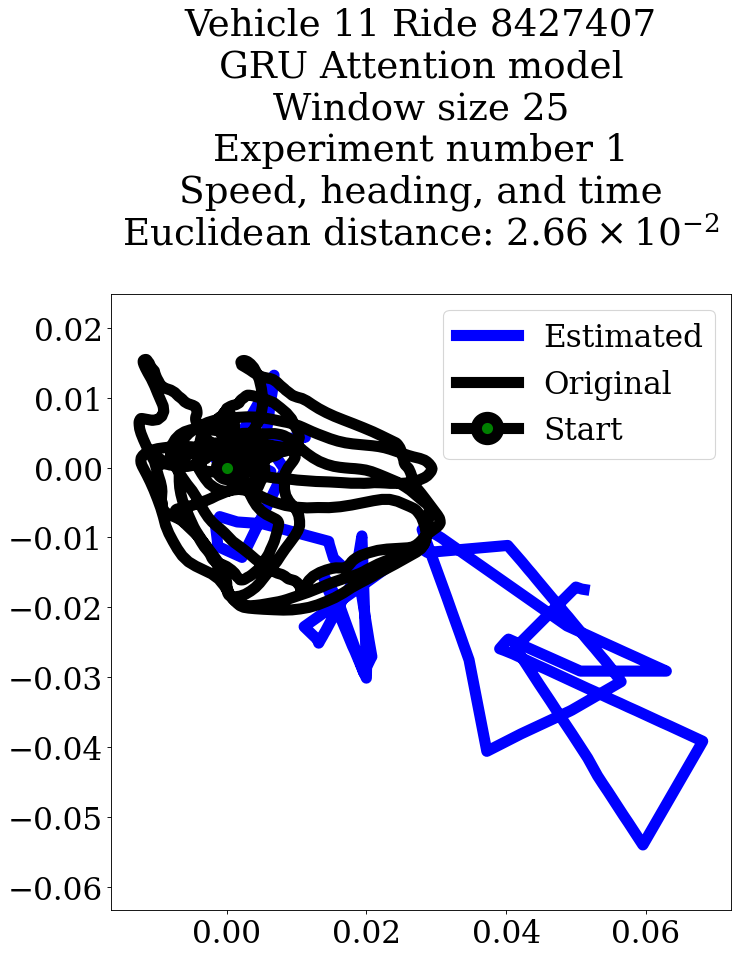 Vehicle 11 Ride 8427407
GRU Attention model
Window size 25
Experiment number 1
Speed, heading, and time
Euclidean distance: 2.66 × 10⁻²
Estimated
Original
Start
0.02
0.01
0.00
−0.01
−0.02
−0.03
−0.04
−0.05
−0.06
0.00 0.02 0.04 0.06